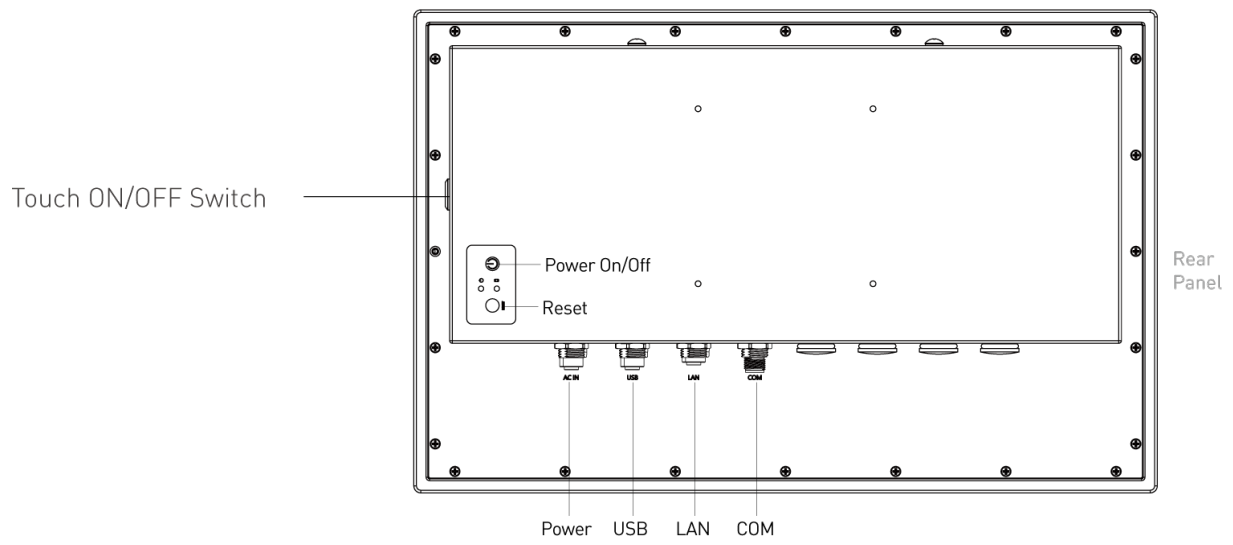 Touch ON/OFF Switch
Power On/Off
Reset
Rear
Panel
AC IN
USB
LAN
COM
Power
USB
LAN
COM